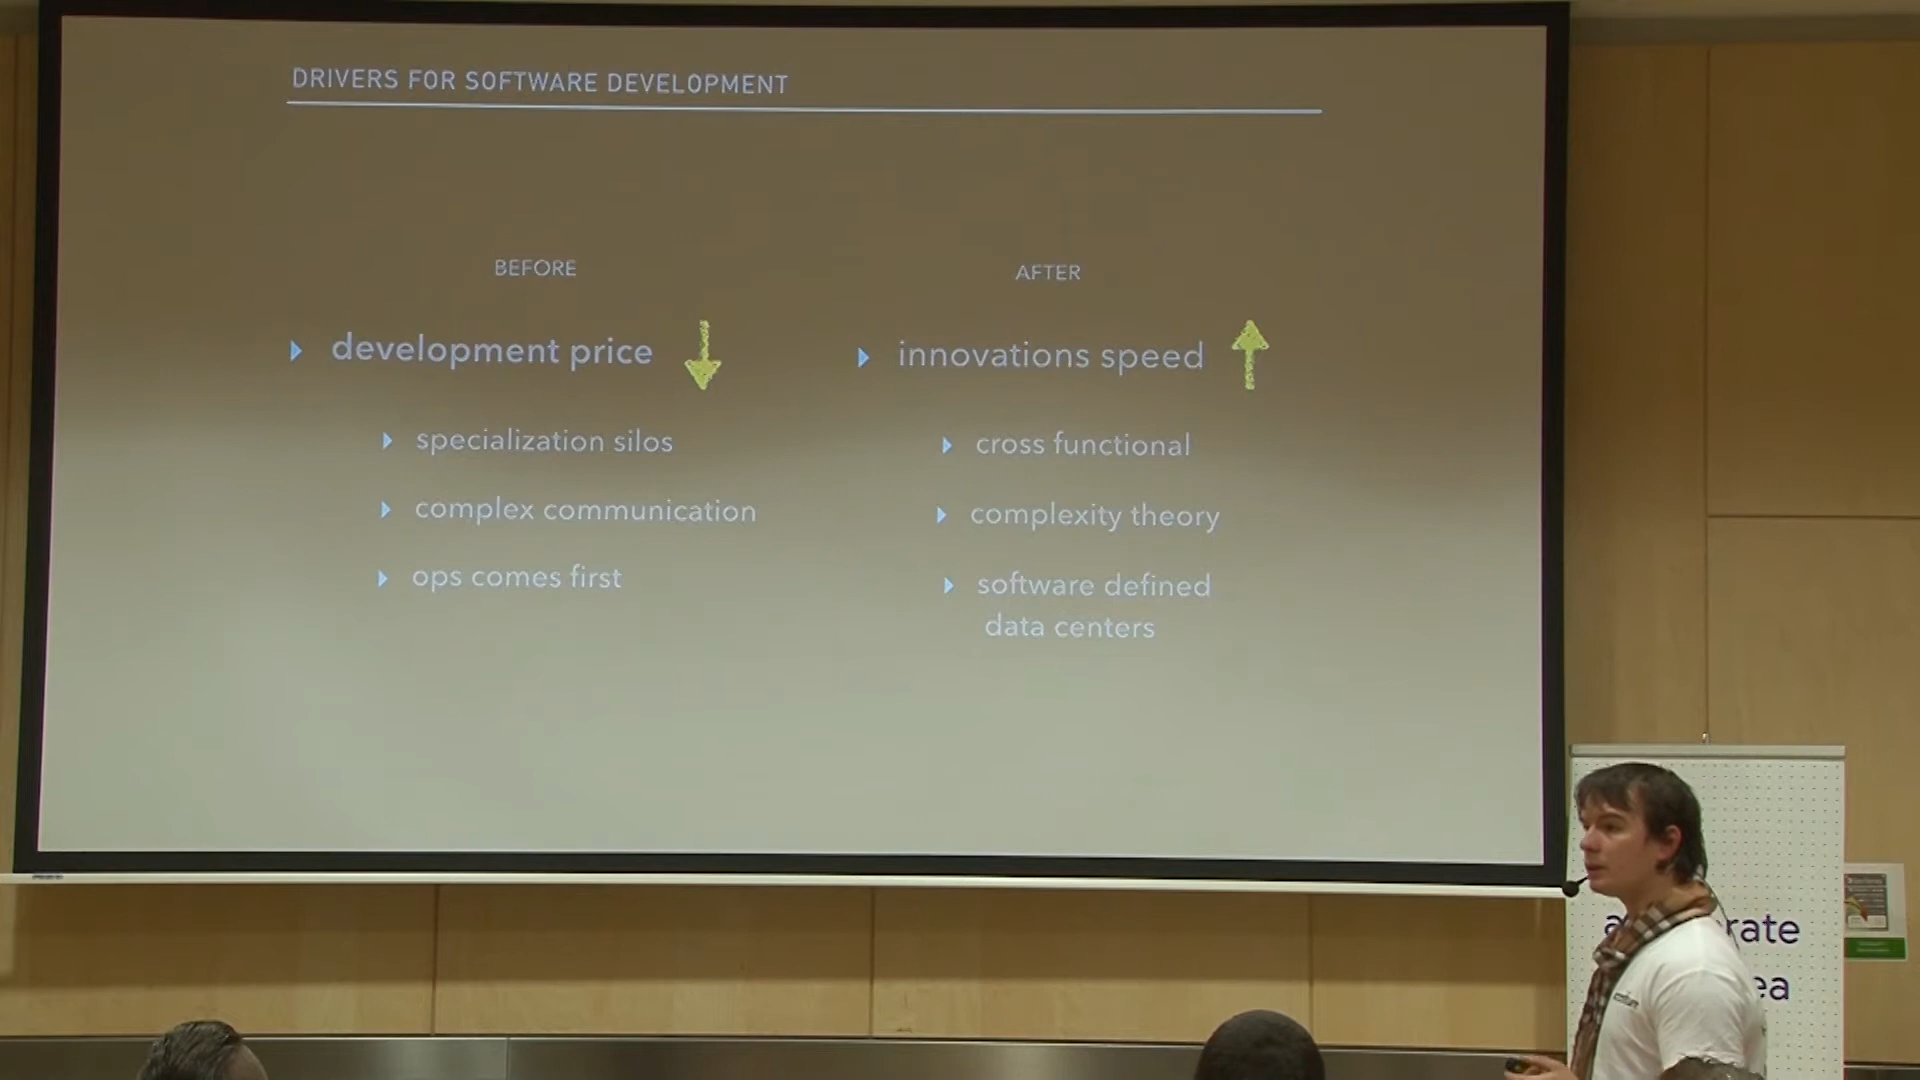 DRIVERS FOR SOFTWARE DEVELOPMENT
BEFORE
development price
specialization silos
complex communication
ops comes first
AFTER
innovations speed
cross functional
complexity theory
software defined
data centers